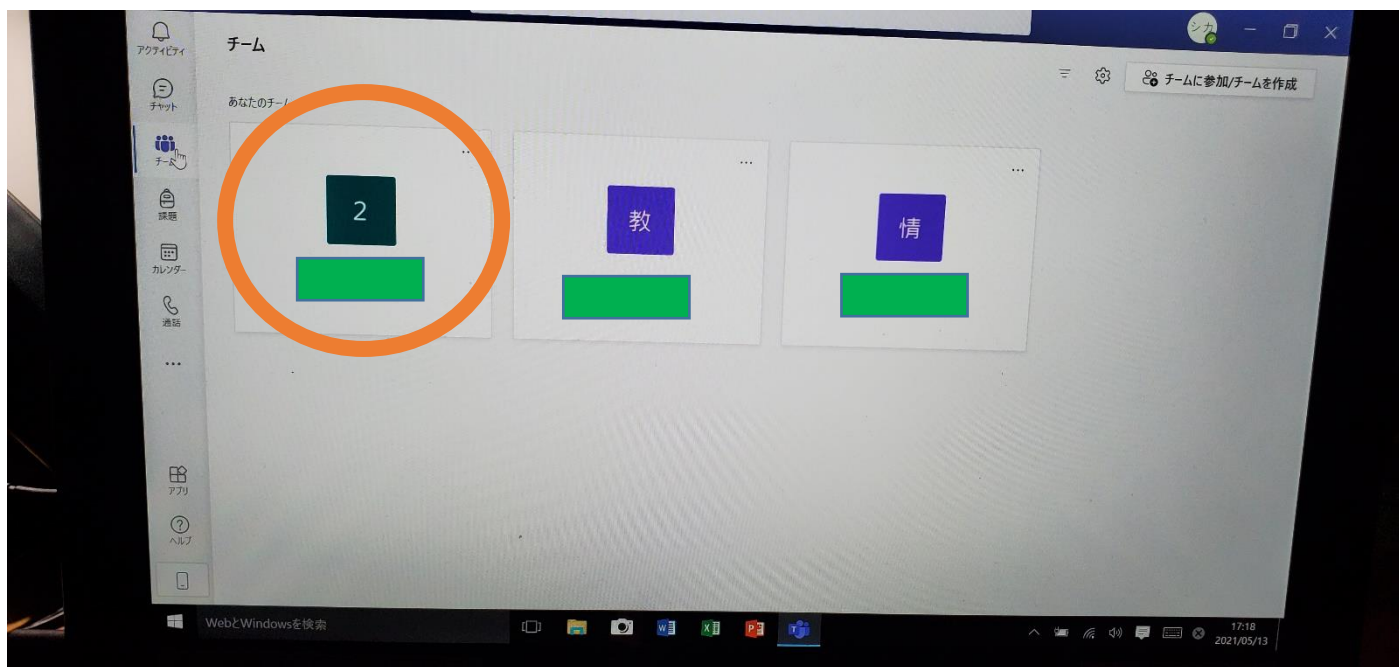 シカ
アクティビティ
チーム
チャット
チームに参加/チームを作成
あなたのチーム
チーム
2
教
情
課題
カレンダー
通話
アプリ
ヘルプ
WebとWindowsを検索
17:18
2021/05/13